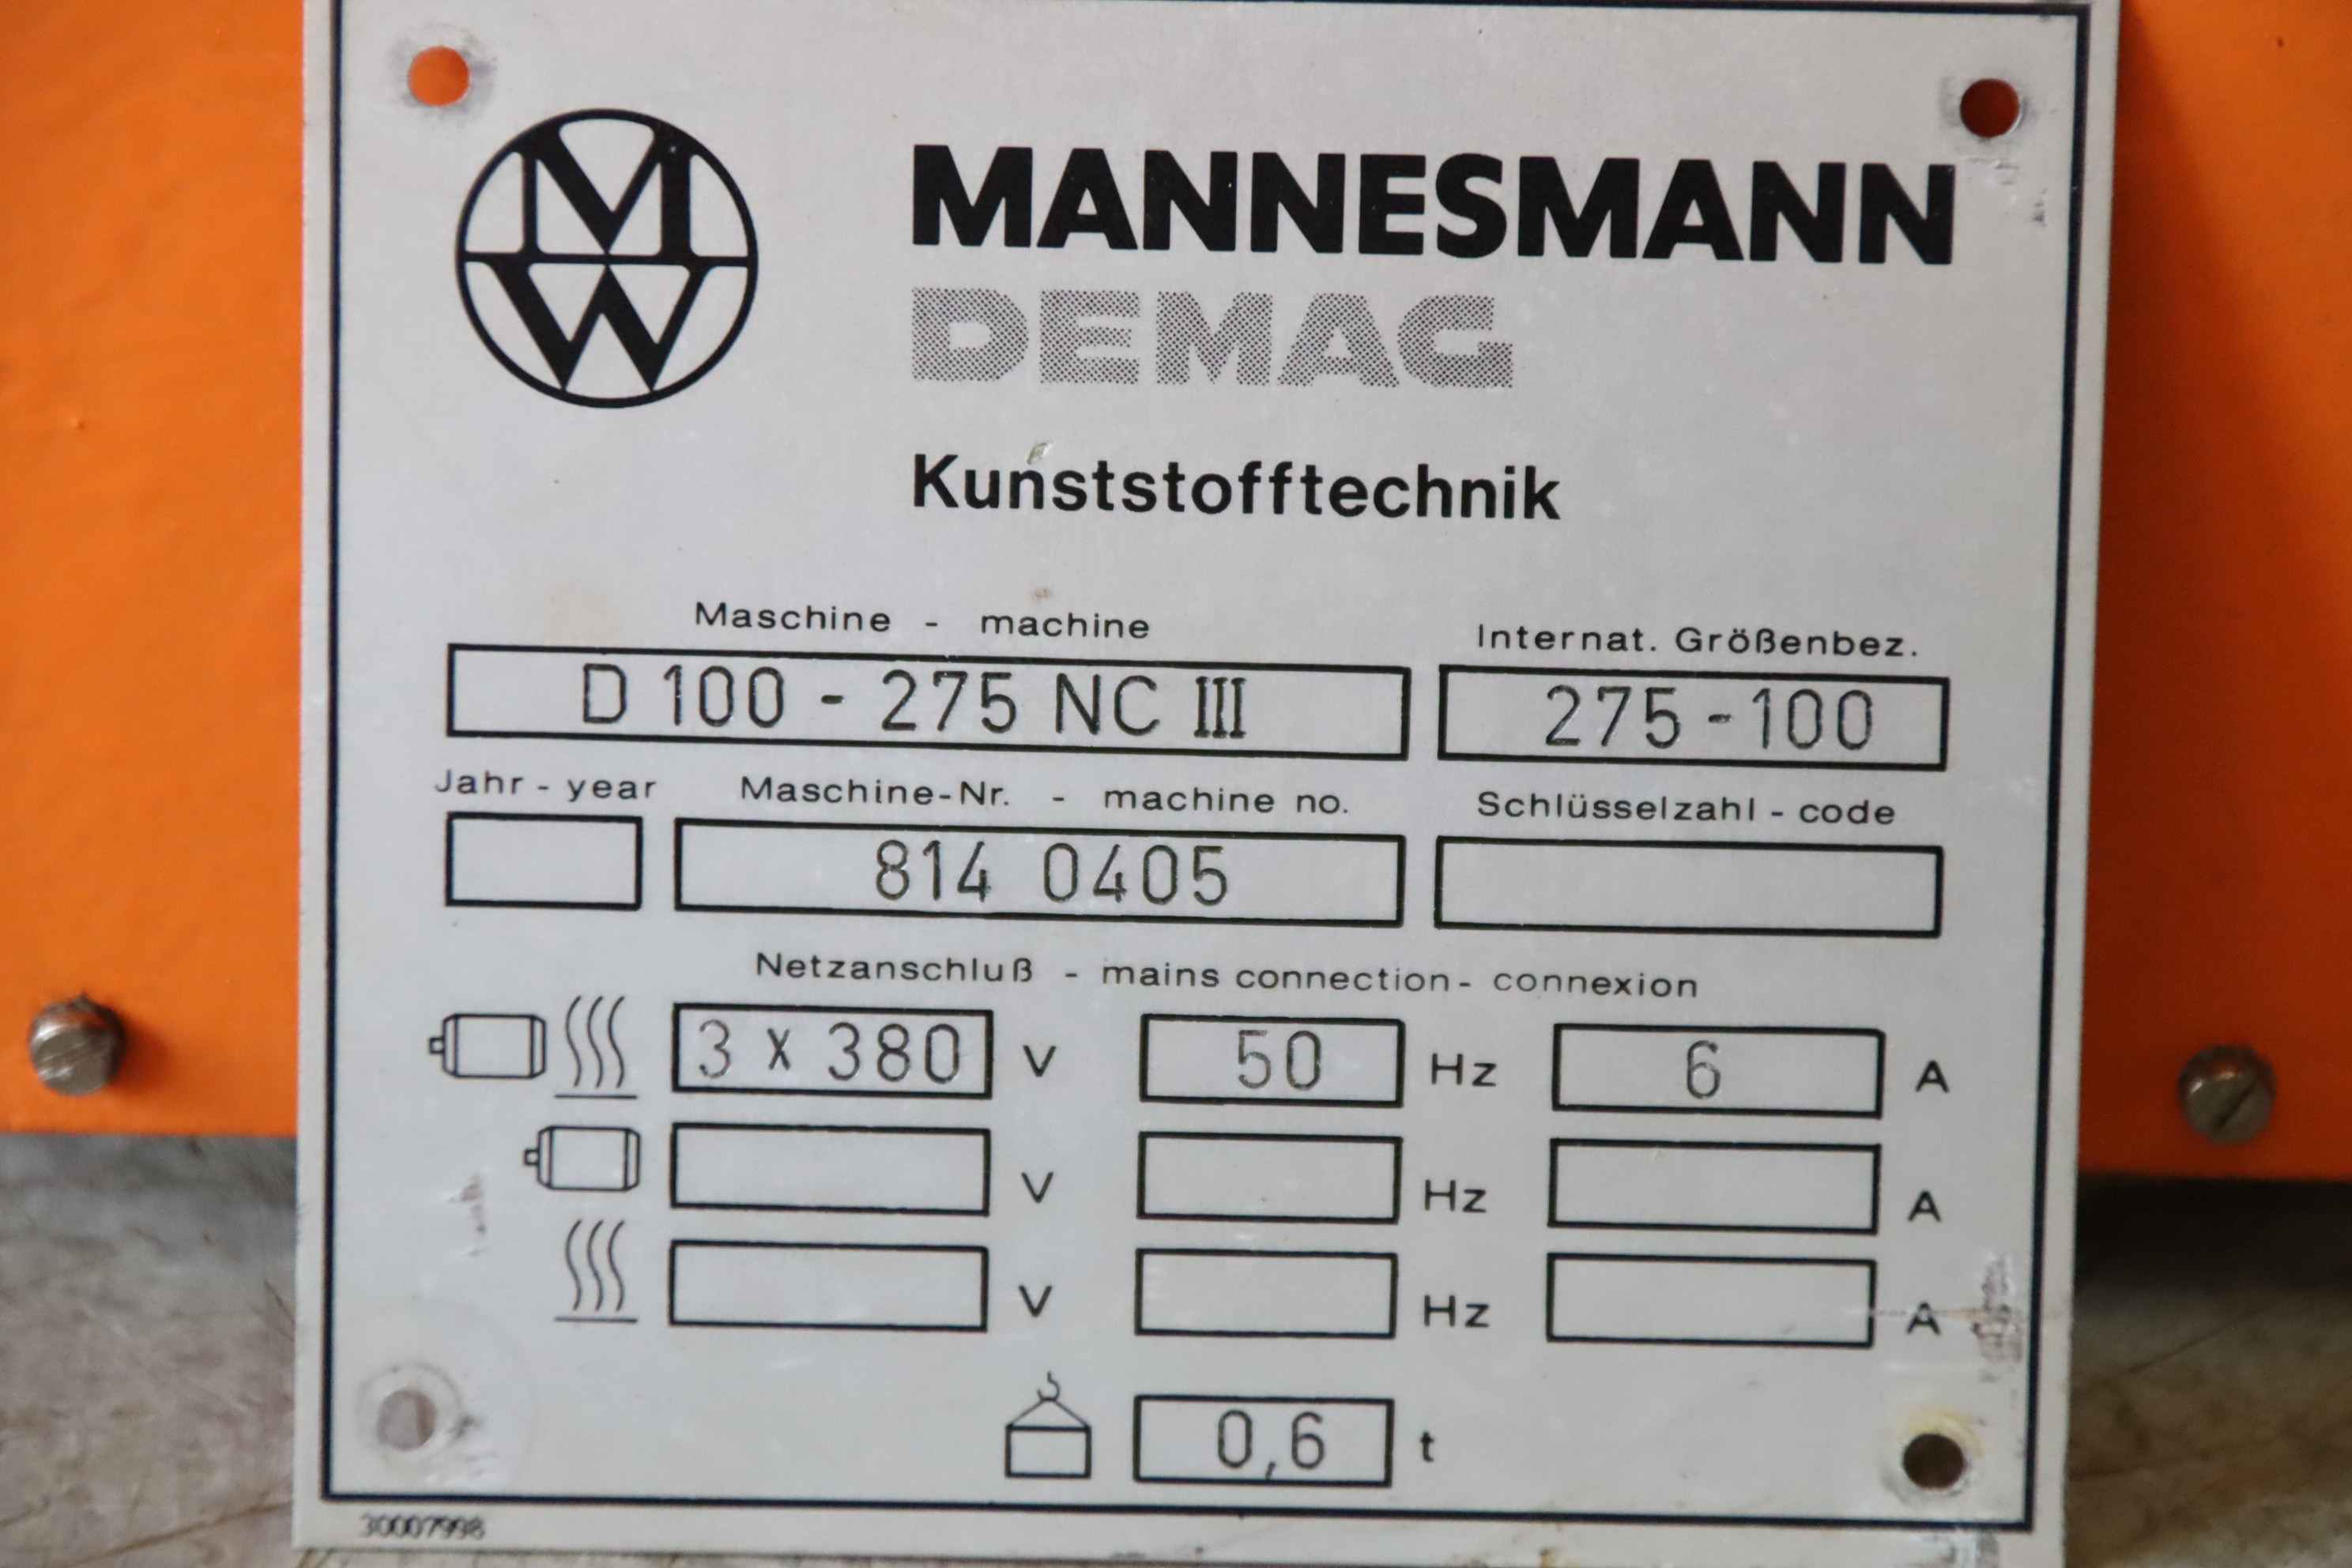 MW
MANNESMANN
DEMAG
Kunststofftechnik
Maschine - machine
Internat. Größenbez.
D 100 - 275 NC III
275 - 100
Jahr - year
Maschine-Nr. - machine no.
Schlüsselzahl - code
814 0405
Netzanschluß - mains connection - connexion
3 x 380 V 50 Hz 6 A
V Hz A
V Hz A
0,6 t
30007998